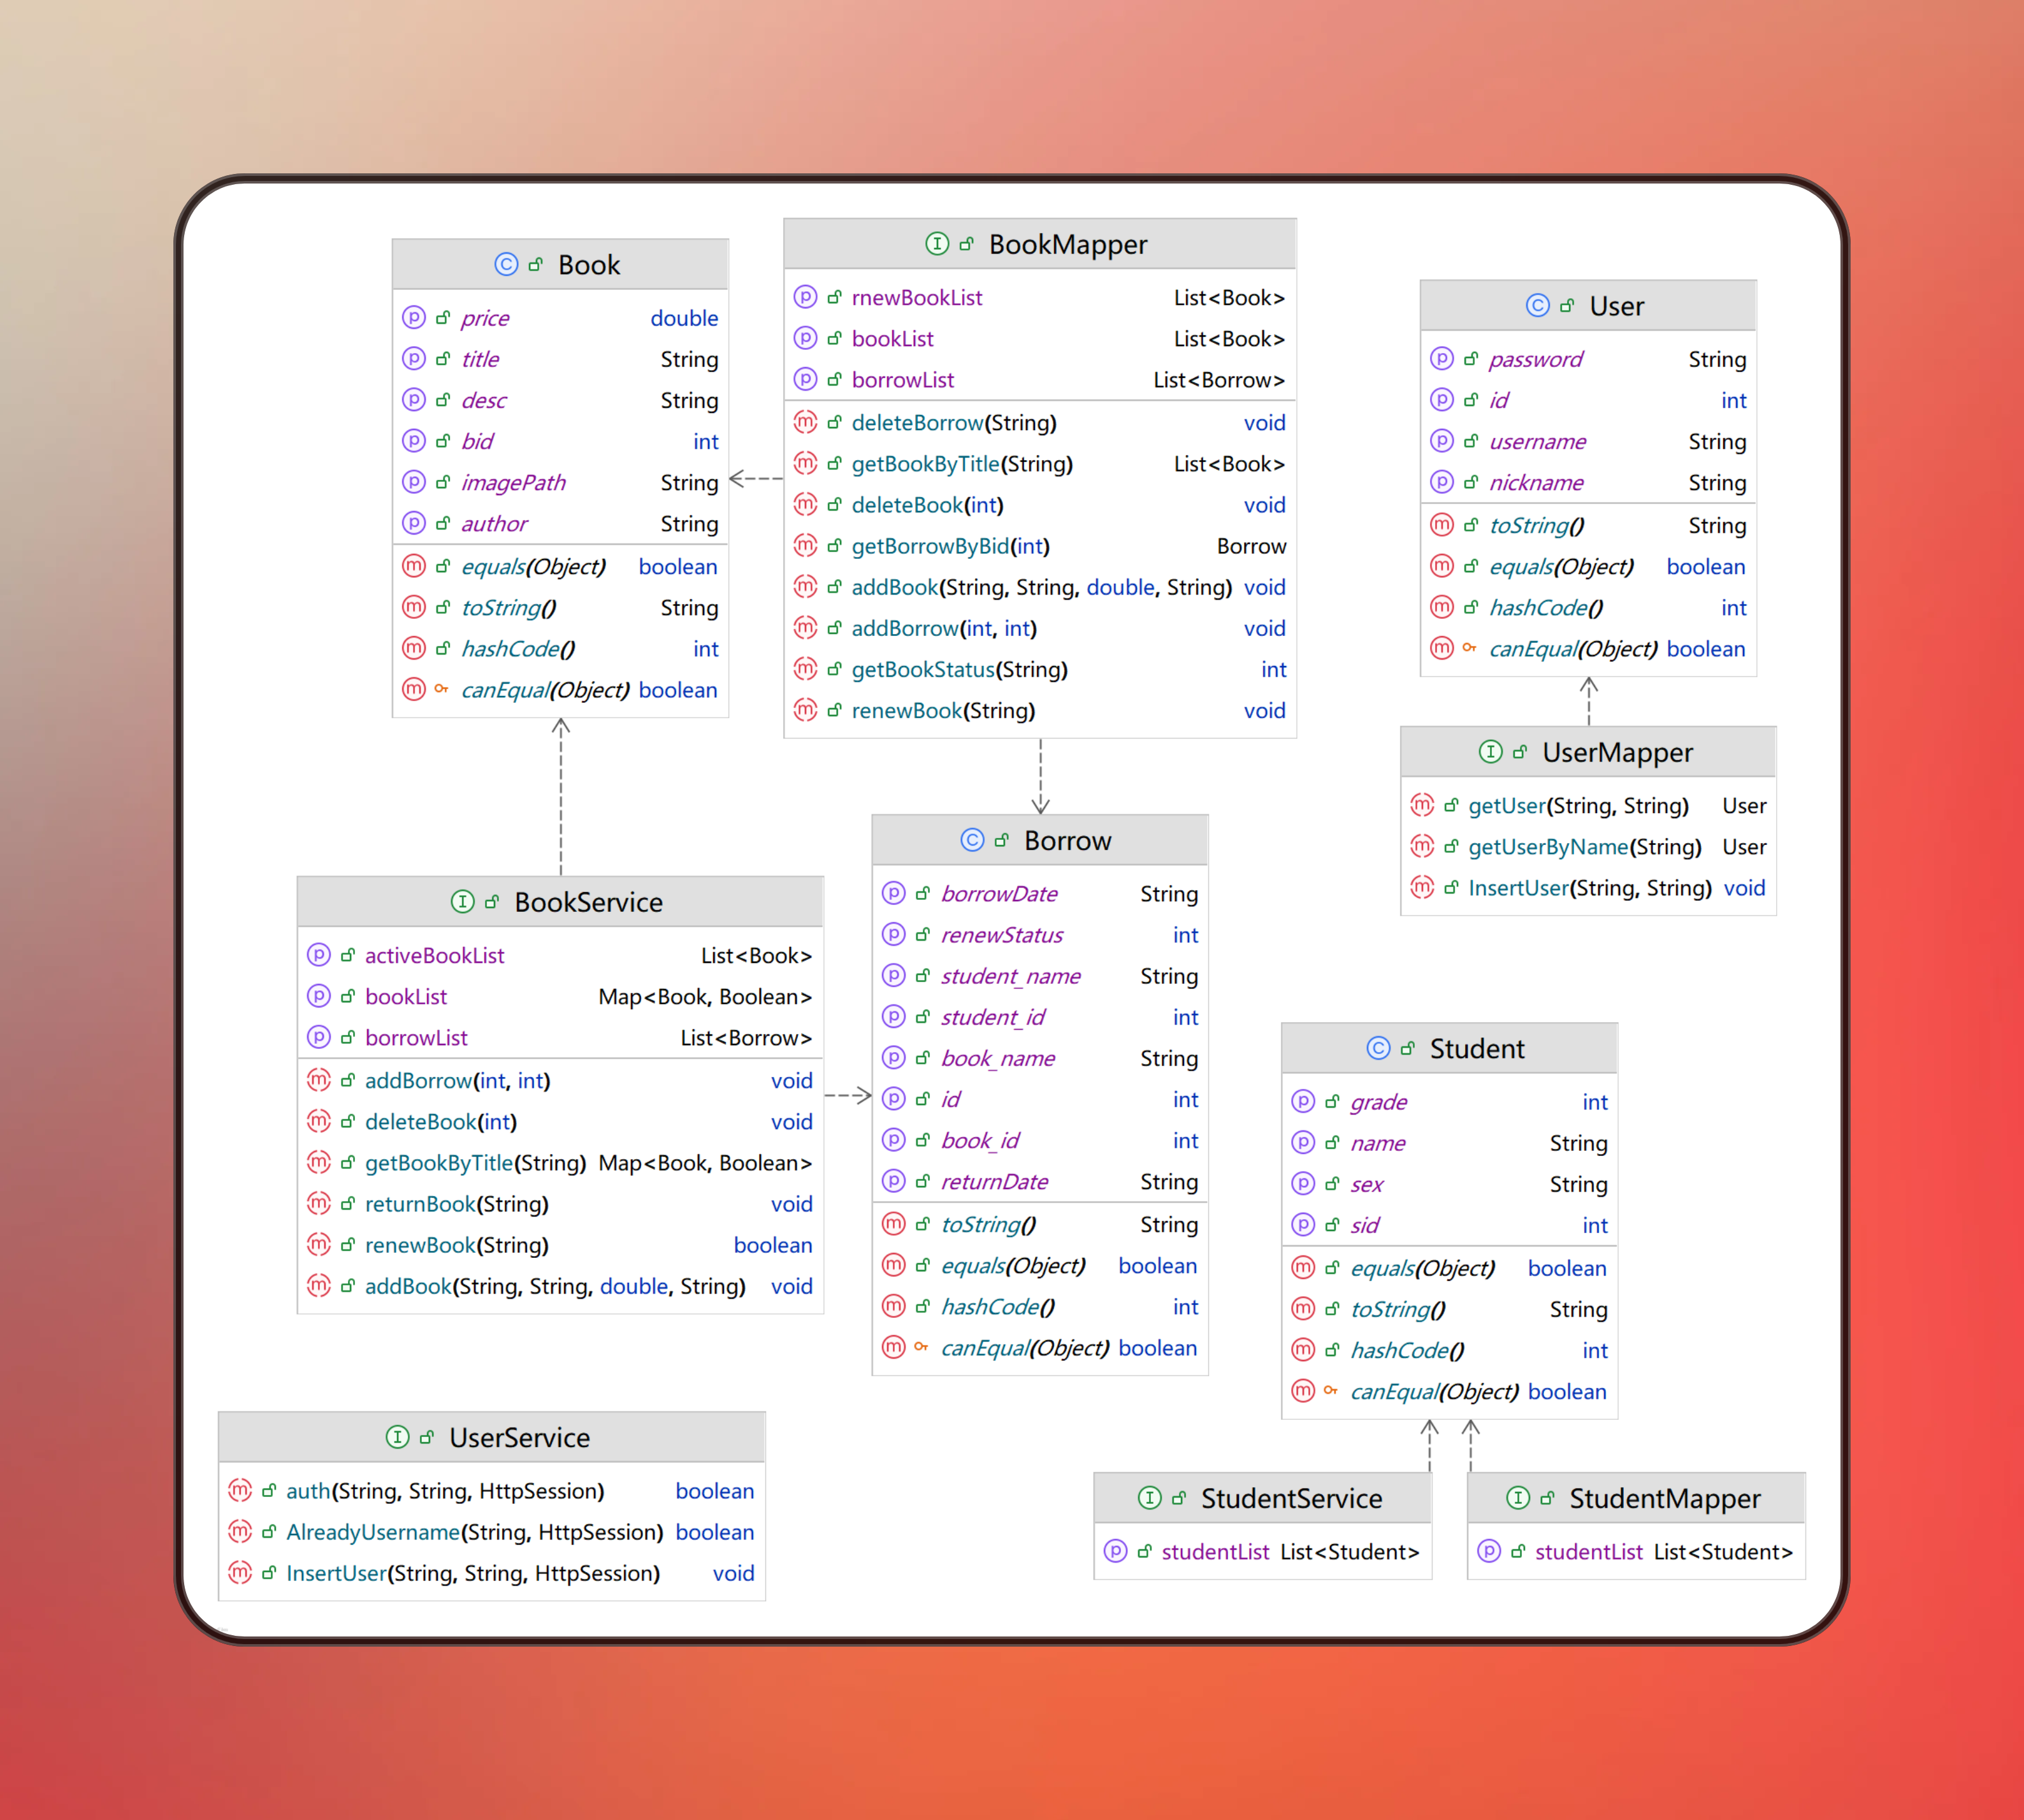 Book
price double
title String
desc String
bid int
imagePath String
author String
equals(Object) boolean
toString() String
hashCode() int
canEqual(Object) boolean
BookMapper
rnewBookList List<Book>
bookList List<Book>
borrowList List<Borrow>
deleteBorrow(String) void
getBookByTitle(String) List<Book>
deleteBook(int) void
getBorrowByBid(int) Borrow
addBook(String, String, double, String) void
addBorrow(int, int) void
getBookStatus(String) int
renewBook(String) void
User
password String
id int
username String
nickname String
toString() String
equals(Object) boolean
hashCode() int
canEqual(Object) boolean
UserMapper
getUser(String, String) User
getUserByName(String) User
InsertUser(String, String) void
BookService
activeBookList List<Book>
bookList Map<Book, Boolean>
borrowList List<Borrow>
addBorrow(int, int) void
deleteBook(int) void
getBookByTitle(String) Map<Book, Boolean>
returnBook(String) void
renewBook(String) boolean
addBook(String, String, double, String) void
Borrow
borrowDate String
renewStatus int
student_name String
student_id int
book_name String
id int
book_id int
returnDate String
toString() String
equals(Object) boolean
hashCode() int
canEqual(Object) boolean
Student
grade int
name String
sex String
sid int
equals(Object) boolean
toString() String
hashCode() int
canEqual(Object) boolean
UserService
auth(String, String, HttpSession) boolean
AlreadyUsername(String, HttpSession) boolean
InsertUser(String, String, HttpSession) void
StudentService
studentList List<Student>
StudentMapper
studentList List<Student>